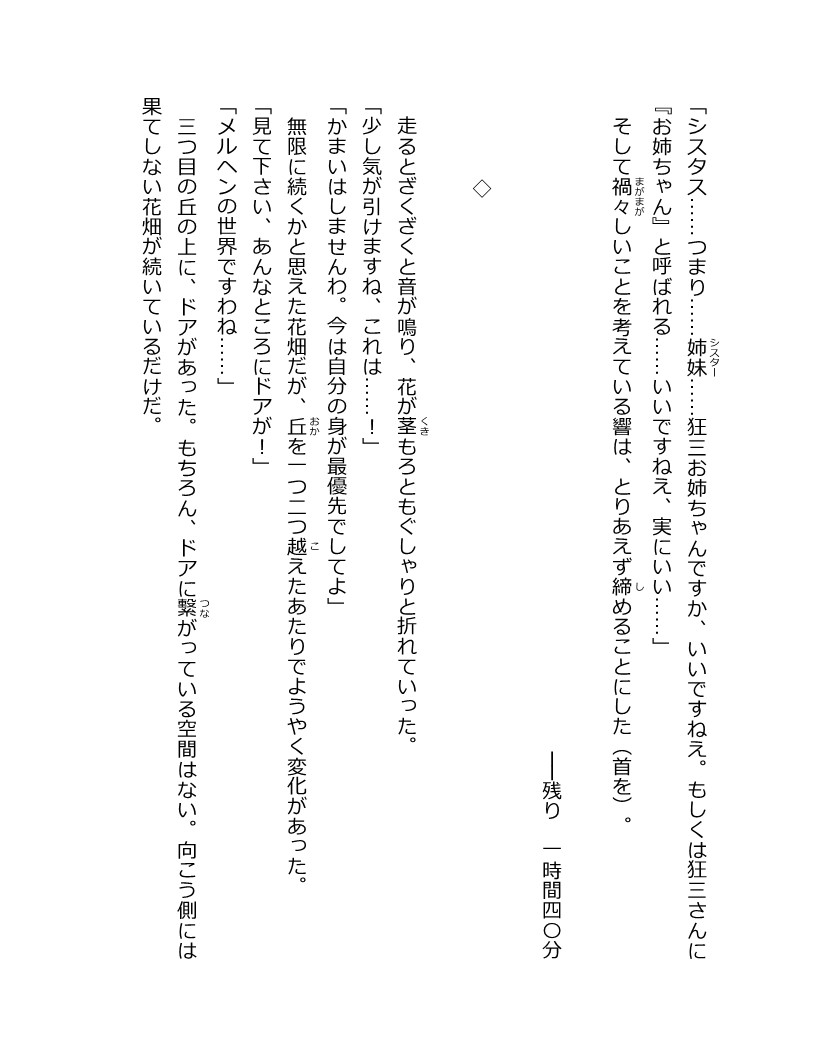 「シスタス……つまり……姉妹……狂三お姉ちゃんですか、いいですねえ。もしくは狂三さんに
『お姉ちゃん』と呼ばれる……いいですねえ、実にいい……」
そして禍々しいことを考えている響は、とりあえず締めることにした（首を）。
――残り　一時間四〇分
◇
走るとざくざくと音が鳴り、花が茎もろともぐしゃりと折れていった。
「少し気が引けますね、これは……！」
「かまいはしませんわ。今は自分の身が最優先でしてよ」
無限に続くかと思えた花畑だが、丘を一つ二つ越えたあたりでようやく変化があった。
「見て下さい、あんなところにドアが！」
「メルヘンの世界ですわね……」
三つ目の丘の上に、ドアがあった。もちろん、ドアに繋がっている空間はない。向こう側には
果てしない花畑が続いているだけだ。